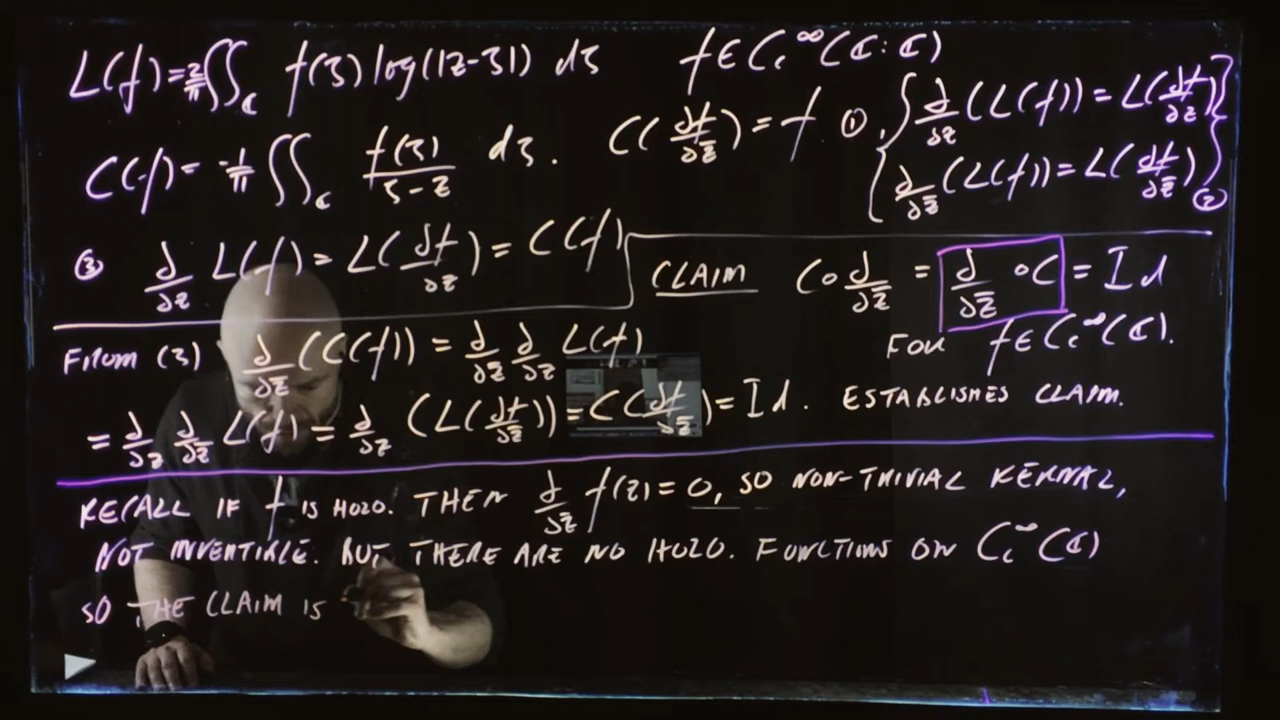 L(f)=2/π∬_ℂ f(ζ)log(|z-ζ|) dζ f∈C_c^∞(ℂ:ℂ)
C(f)=-1/π∬_ℂ f(ζ)/(ζ-z) dζ. C(∂f/∂z̄)=f ①, {∂/∂z(L(f))=L(∂f/∂z)
∂/∂z̄(L(f))=L(∂f/∂z̄)} ②
③ ∂/∂z L(f)=L(∂f/∂z)=C(f)
CLAIM C∘∂/∂z̄ = ∂/∂z̄∘C = Id
FOR f∈C_c^∞(ℂ).
FROM (3) ∂/∂z̄(C(f))=∂/∂z̄ ∂/∂z L(f)
=∂/∂z ∂/∂z̄ L(f)=∂/∂z(L(∂f/∂z̄))=C(∂f/∂z̄)=Id. ESTABLISHES CLAIM.
RECALL IF f IS HOLO. THEN ∂/∂z̄ f(z)=0, SO NON-TRIVIAL KERNAL,
NOT INVERTIBLE. BUT THERE ARE NO HOLO. FUNCTIONS ON C_c^∞(ℂ)
SO THE CLAIM IS